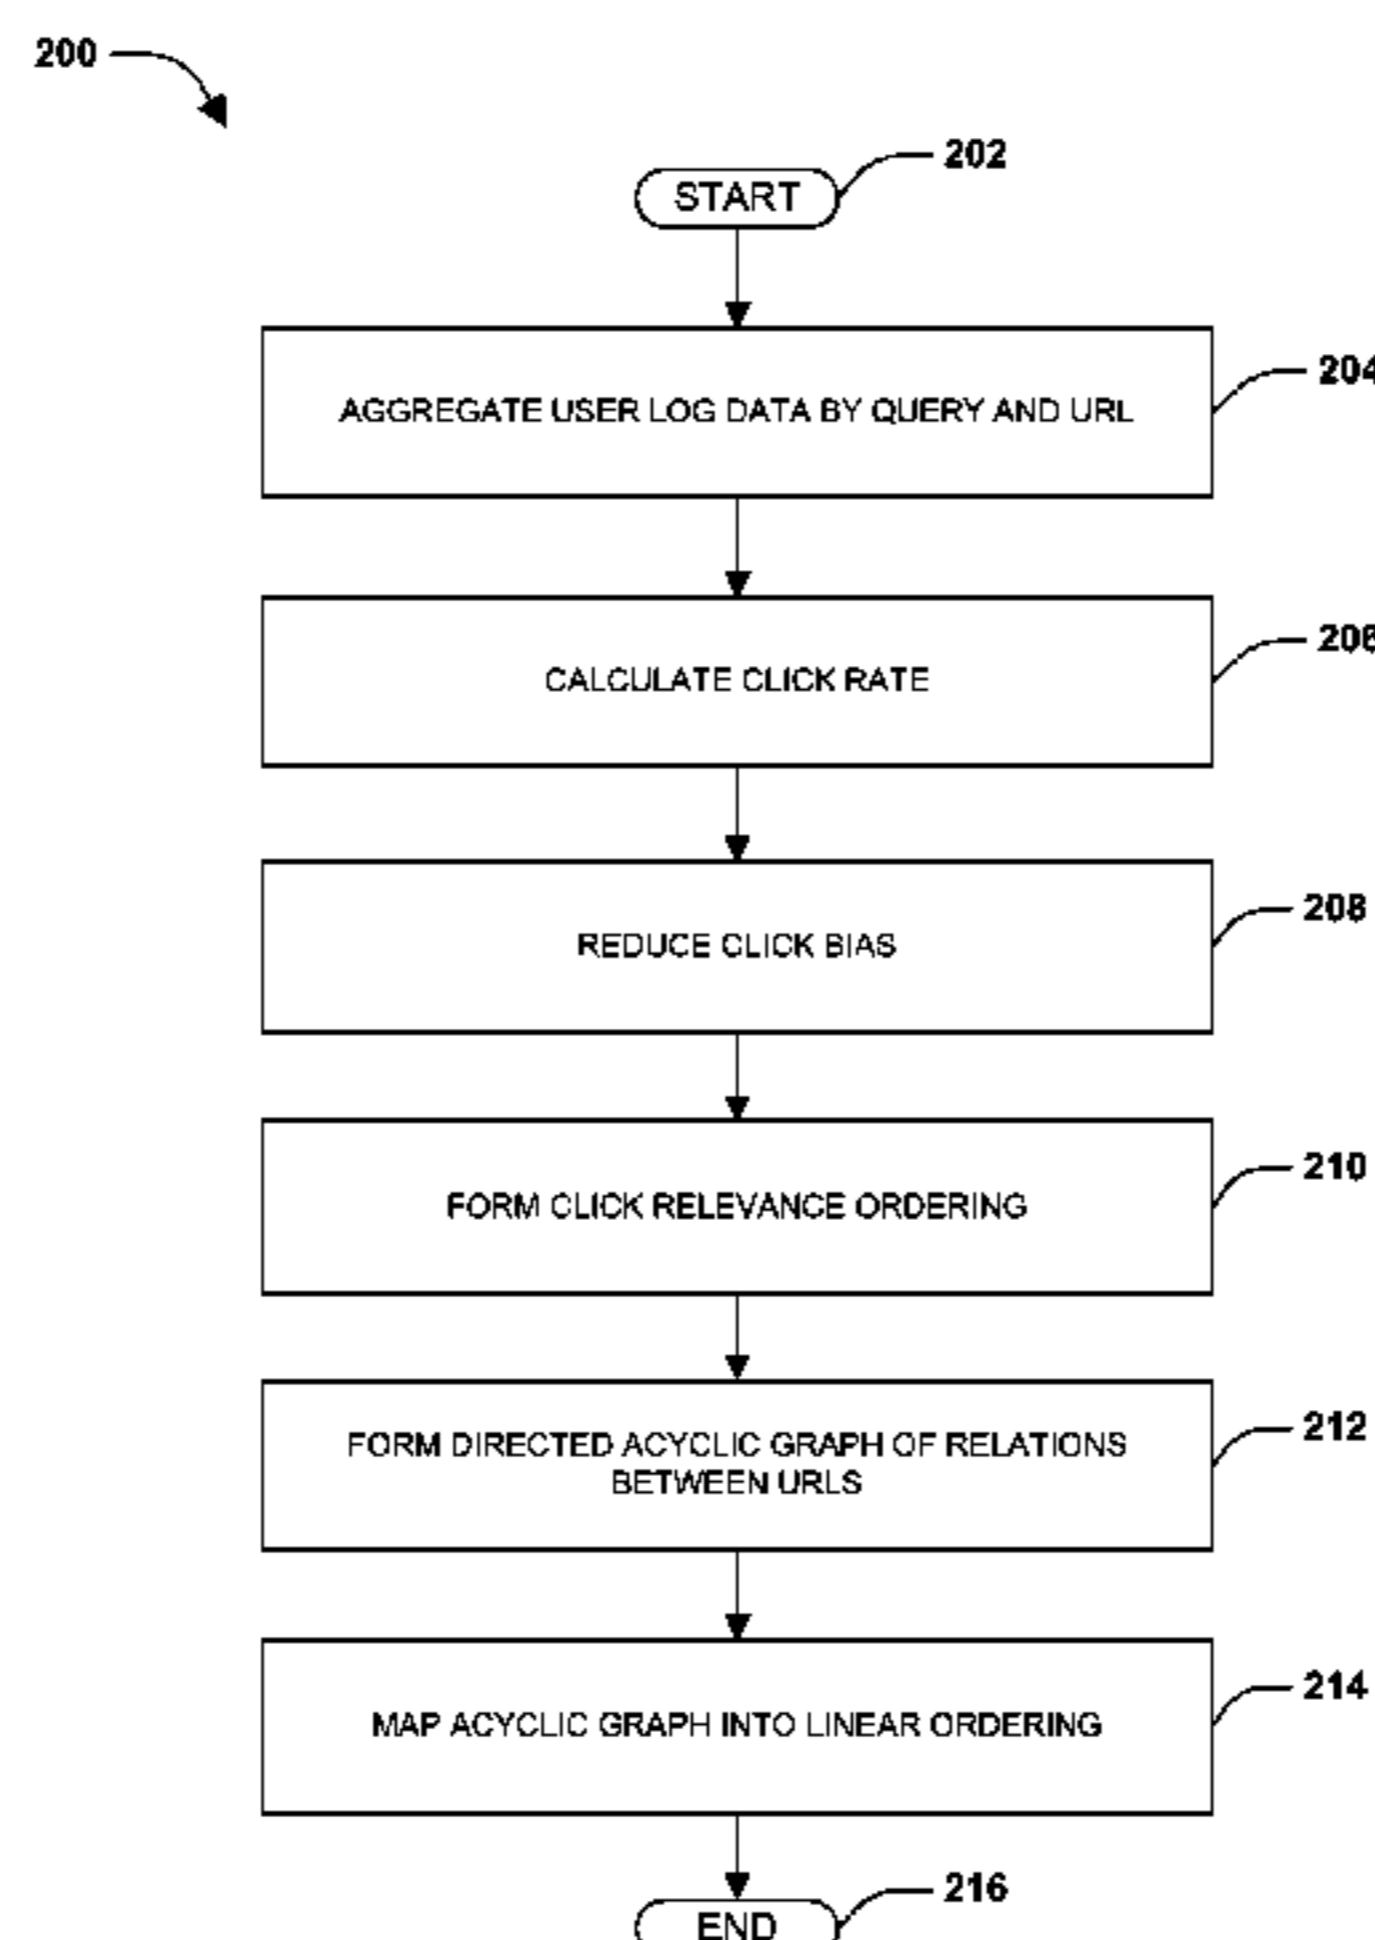 200
202
START
204
AGGREGATE USER LOG DATA BY QUERY AND URL
206
CALCULATE CLICK RATE
208
REDUCE CLICK BIAS
210
FORM CLICK RELEVANCE ORDERING
212
FORM DIRECTED ACYCLIC GRAPH OF RELATIONS
BETWEEN URLS
214
MAP ACYCLIC GRAPH INTO LINEAR ORDERING
216
END